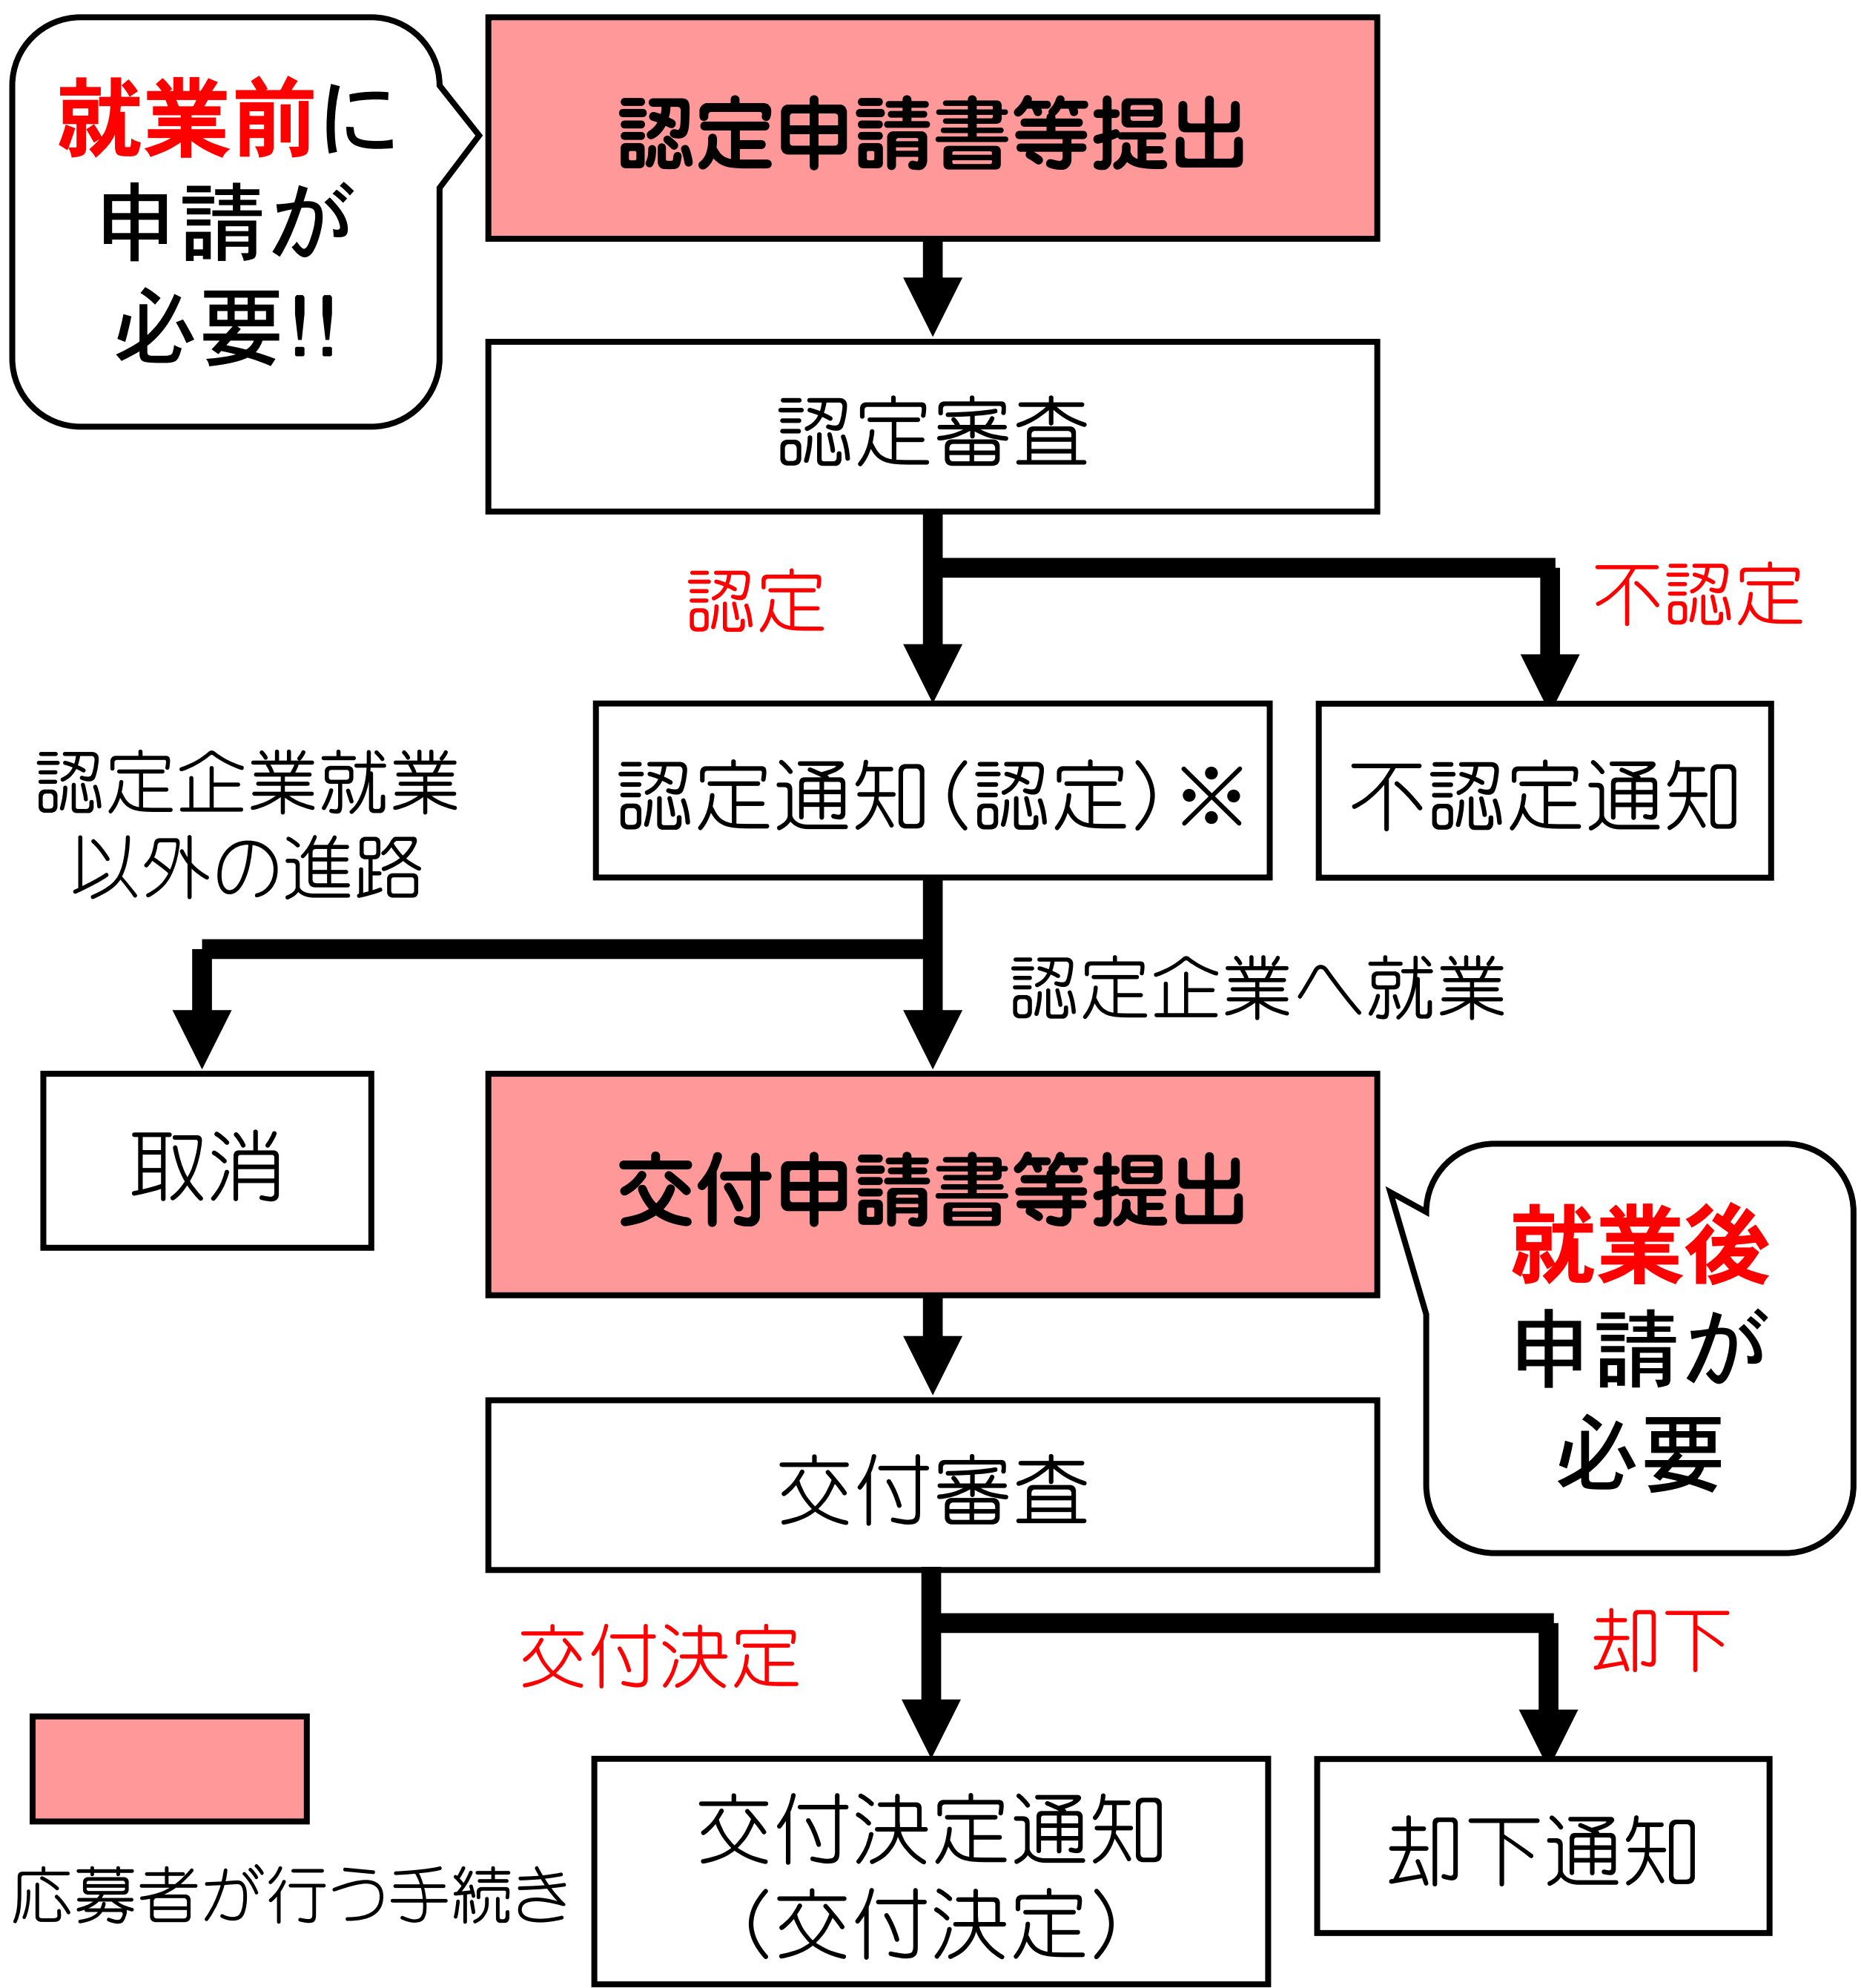 就業前に
申請が
必要!!
認定申請書等提出
認定審査
認定
不認定
認定企業就業
以外の進路
認定通知（認定）※
不認定通知
認定企業へ就業
取消
交付申請書等提出
就業後
申請が
必要
交付審査
交付決定
却下
応募者が行う手続き
交付決定通知
（交付決定）
却下通知